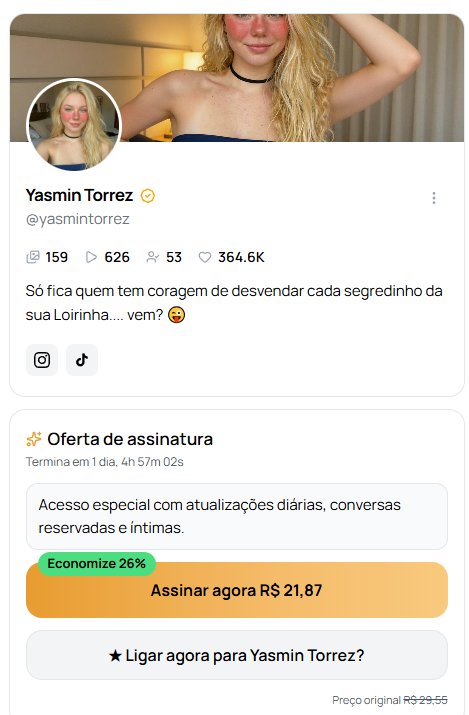 Yasmin Torrez
@yasmintorrez
159 626 53 364.6K
Só fica quem tem coragem de desvendar cada segredinho da
sua Loirinha.... vem? 😜
Oferta de assinatura
Termina em 1 dia, 4h 57m 02s
Acesso especial com atualizações diárias, conversas
reservadas e íntimas.
Economize 26%
Assinar agora R$ 21,87
★ Ligar agora para Yasmin Torrez?
Preço original R$ 29,55